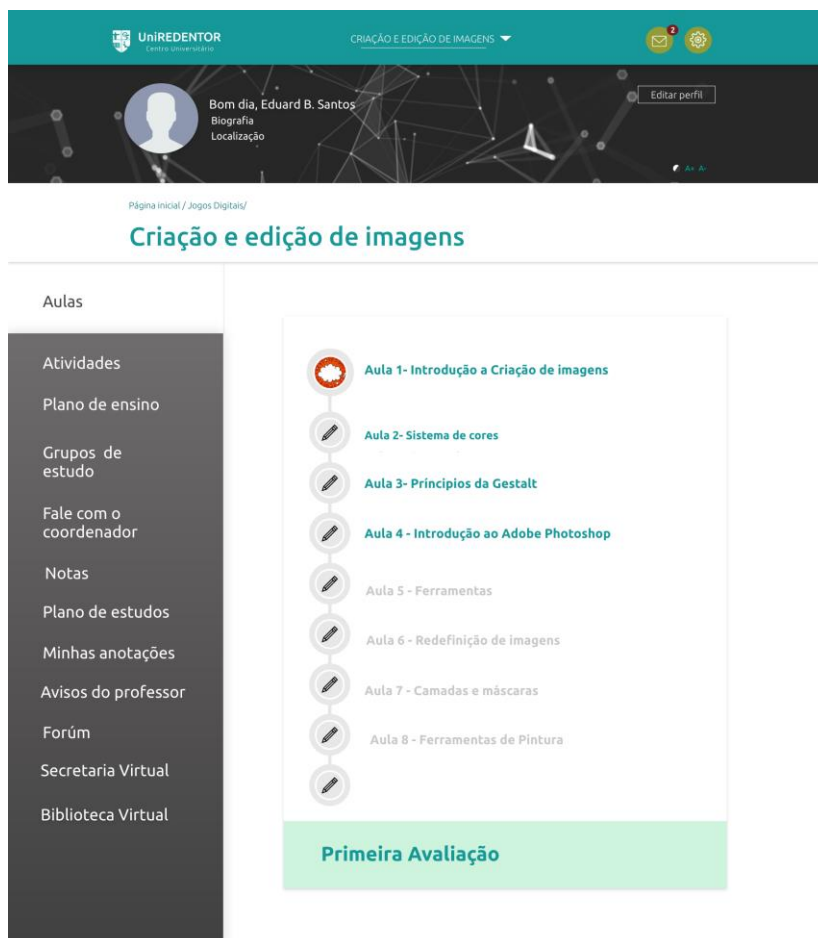 UniREDENTOR
Centro Universitário
CRIAÇÃO E EDIÇÃO DE IMAGENS
2
Bom dia, Eduard B. Santos
Biografia
Localização
Editar perfil
A+ A-
Página inicial / Jogos Digitais/
Criação e edição de imagens
Aulas
Atividades
Plano de ensino
Grupos de
estudo
Fale com o
coordenador
Notas
Plano de estudos
Minhas anotações
Avisos do professor
Forúm
Secretaria Virtual
Biblioteca Virtual
Aula 1- Introdução a Criação de imagens
Aula 2- Sistema de cores
Aula 3- Príncipios da Gestalt
Aula 4 - Introdução ao Adobe Photoshop
Aula 5 - Ferramentas
Aula 6 - Redefinição de imagens
Aula 7 - Camadas e máscaras
Aula 8 - Ferramentas de Pintura
Primeira Avaliação